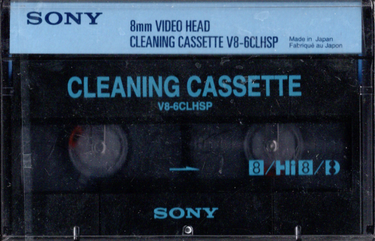 SONY
8mm VIDEO HEAD
CLEANING CASSETTE V8-6CLHSP
Made in Japan
Fabriqué au Japon
CLEANING CASSETTE
V8-6CLHSP
8/Hi8/D
SONY